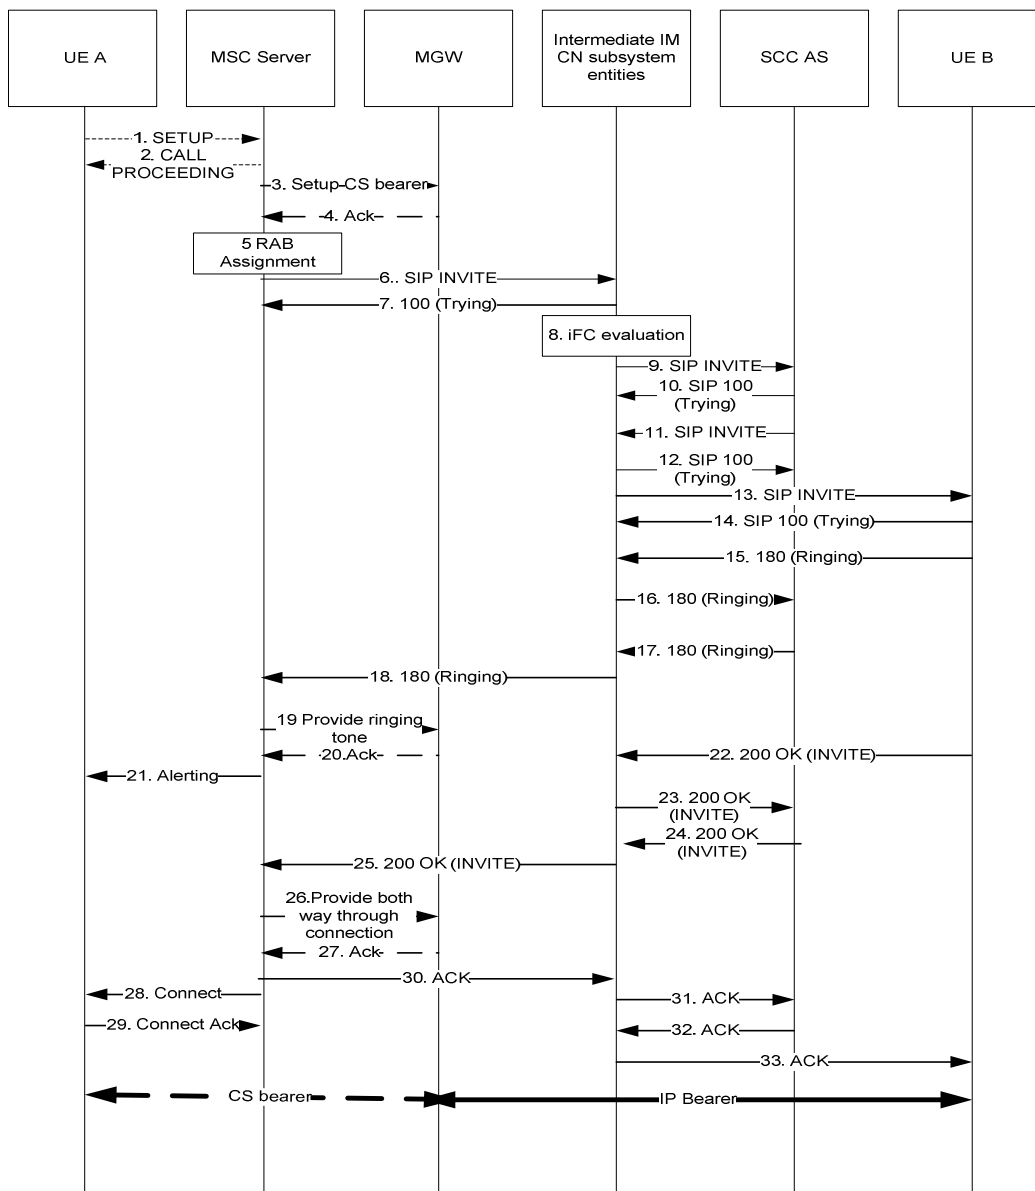 UE A
MSC Server
MGW
Intermediate IM
CN subsystem
entities
SCC AS
UE B
1. SETUP
2. CALL
PROCEEDING
3. Setup CS bearer
4. Ack
5 RAB
Assignment
6.. SIP INVITE
7. 100 (Trying)
8. iFC evaluation
9. SIP INVITE
10. SIP 100
(Trying)
11. SIP INVITE
12. SIP 100
(Trying)
13. SIP INVITE
14. SIP 100 (Trying)
15. 180 (Ringing)
16. 180 (Ringing)
17. 180 (Ringing)
18. 180 (Ringing)
19 Provide ringing
tone
20.Ack
22. 200 OK (INVITE)
21. Alerting
23. 200 OK
(INVITE)
24. 200 OK
(INVITE)
25. 200 OK (INVITE)
26.Provide both
way through
connection
27. Ack
30. ACK
28. Connect
31. ACK
29. Connect Ack
32. ACK
33. ACK
CS bearer
IP Bearer